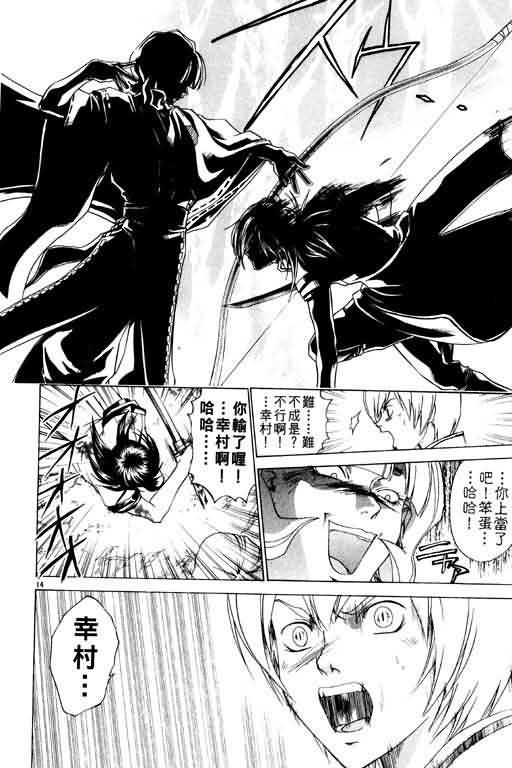 難……難
不成是？
不行啊！
…幸村！
…你上當了
吧！笨蛋…
哈哈！
你輸了喔！
…幸村啊！
哈哈……！
14
幸村…